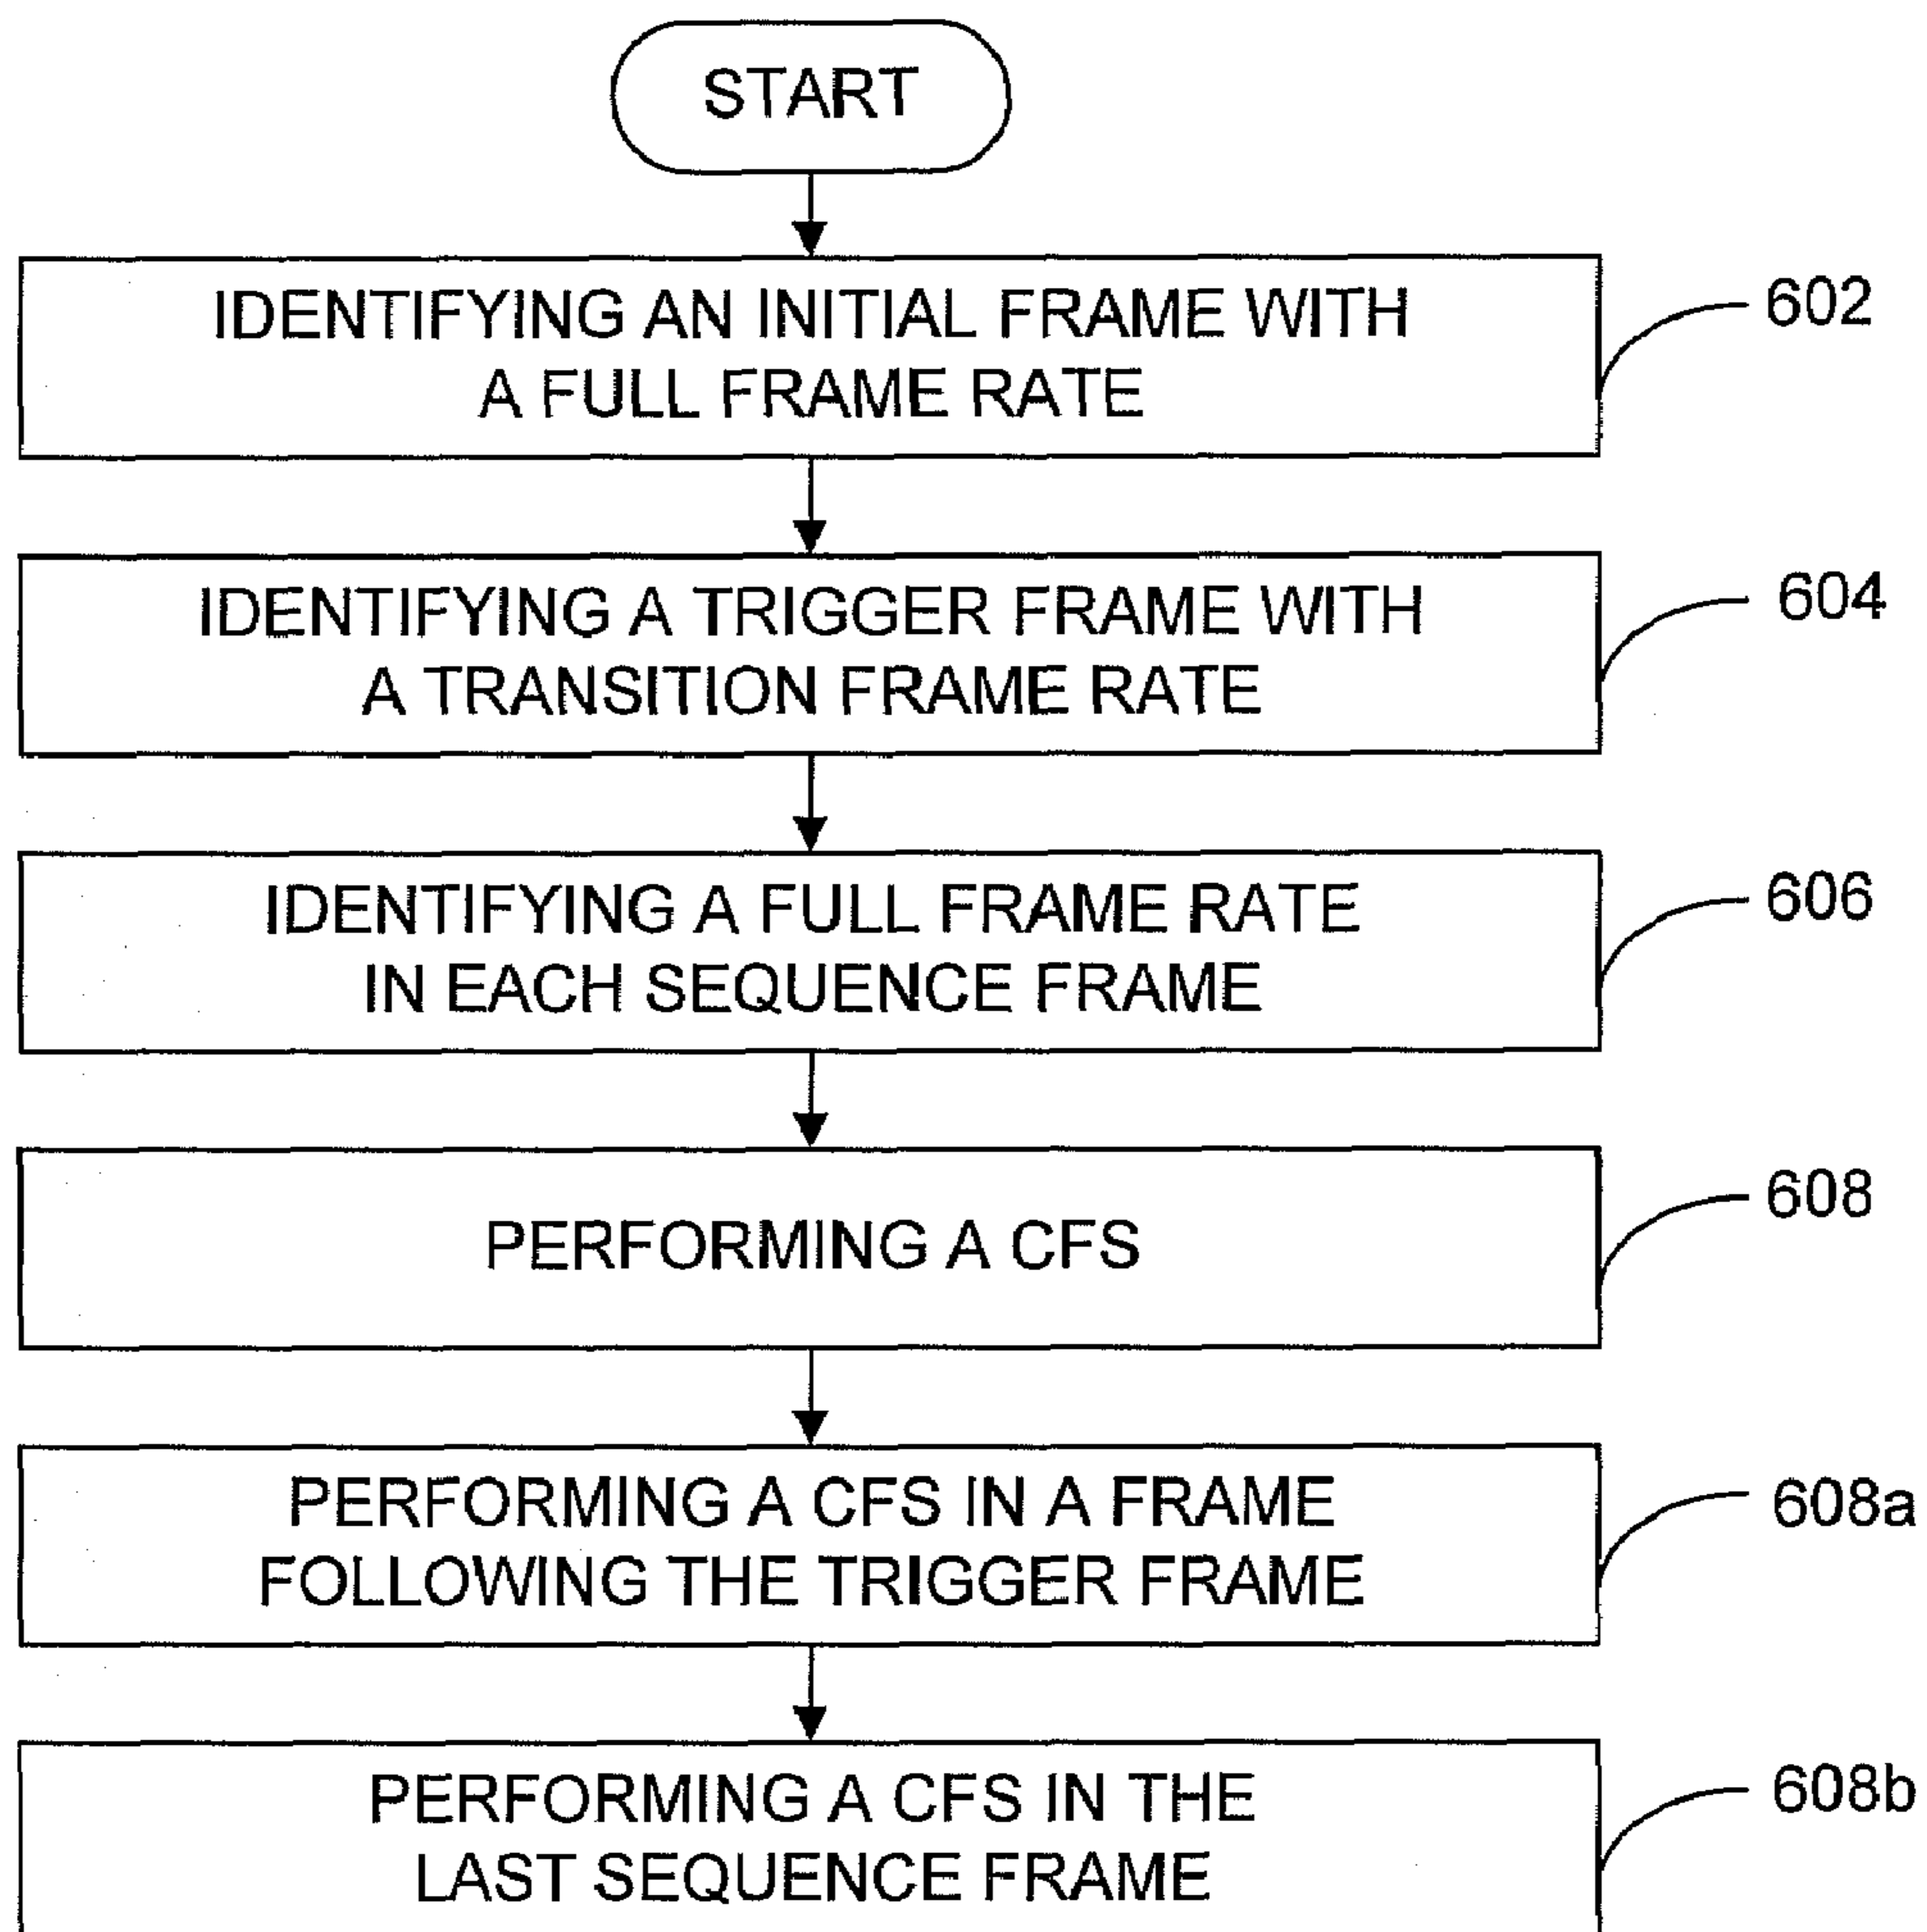 START
IDENTIFYING AN INITIAL FRAME WITH
A FULL FRAME RATE
602
IDENTIFYING A TRIGGER FRAME WITH
A TRANSITION FRAME RATE
604
IDENTIFYING A FULL FRAME RATE
IN EACH SEQUENCE FRAME
606
PERFORMING A CFS
608
PERFORMING A CFS IN A FRAME
FOLLOWING THE TRIGGER FRAME
608a
PERFORMING A CFS IN THE
LAST SEQUENCE FRAME
608b